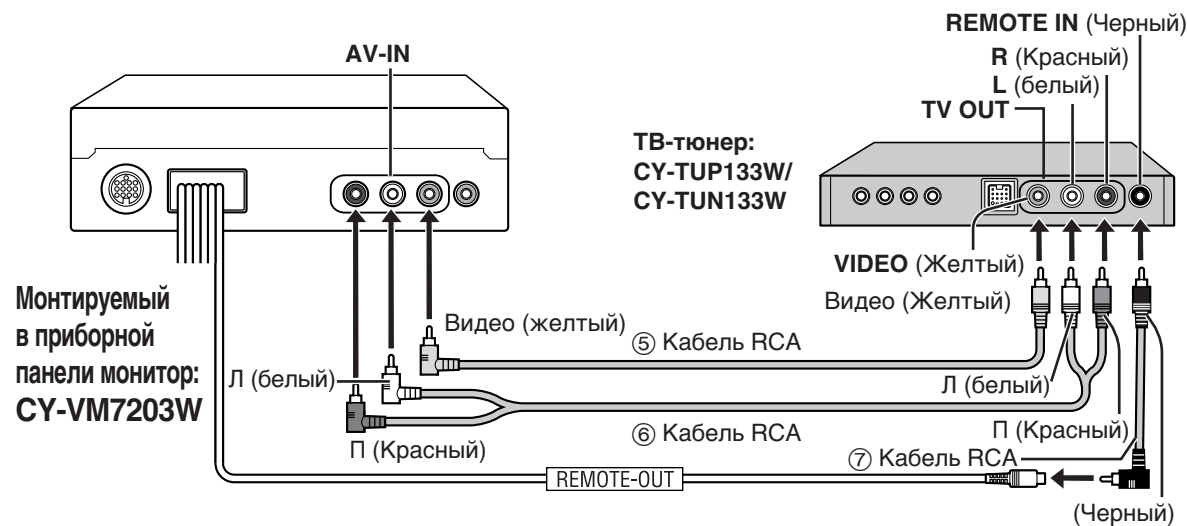 REMOTE IN (Черный)
R (Красный)
L (белый)
TV OUT
AV-IN
ТВ-тюнер:
CY-TUP133W/
CY-TUN133W
VIDEO (Желтый)
Видео (Желтый)
Монтируемый
в приборной
панели монитор:
CY-VM7203W
Видео (желтый)
⑤ Кабель RCA
Л (белый)
Л (белый)
П (Красный)
⑥ Кабель RCA
П (Красный)
⑦ Кабель RCA
REMOTE-OUT
(Черный)